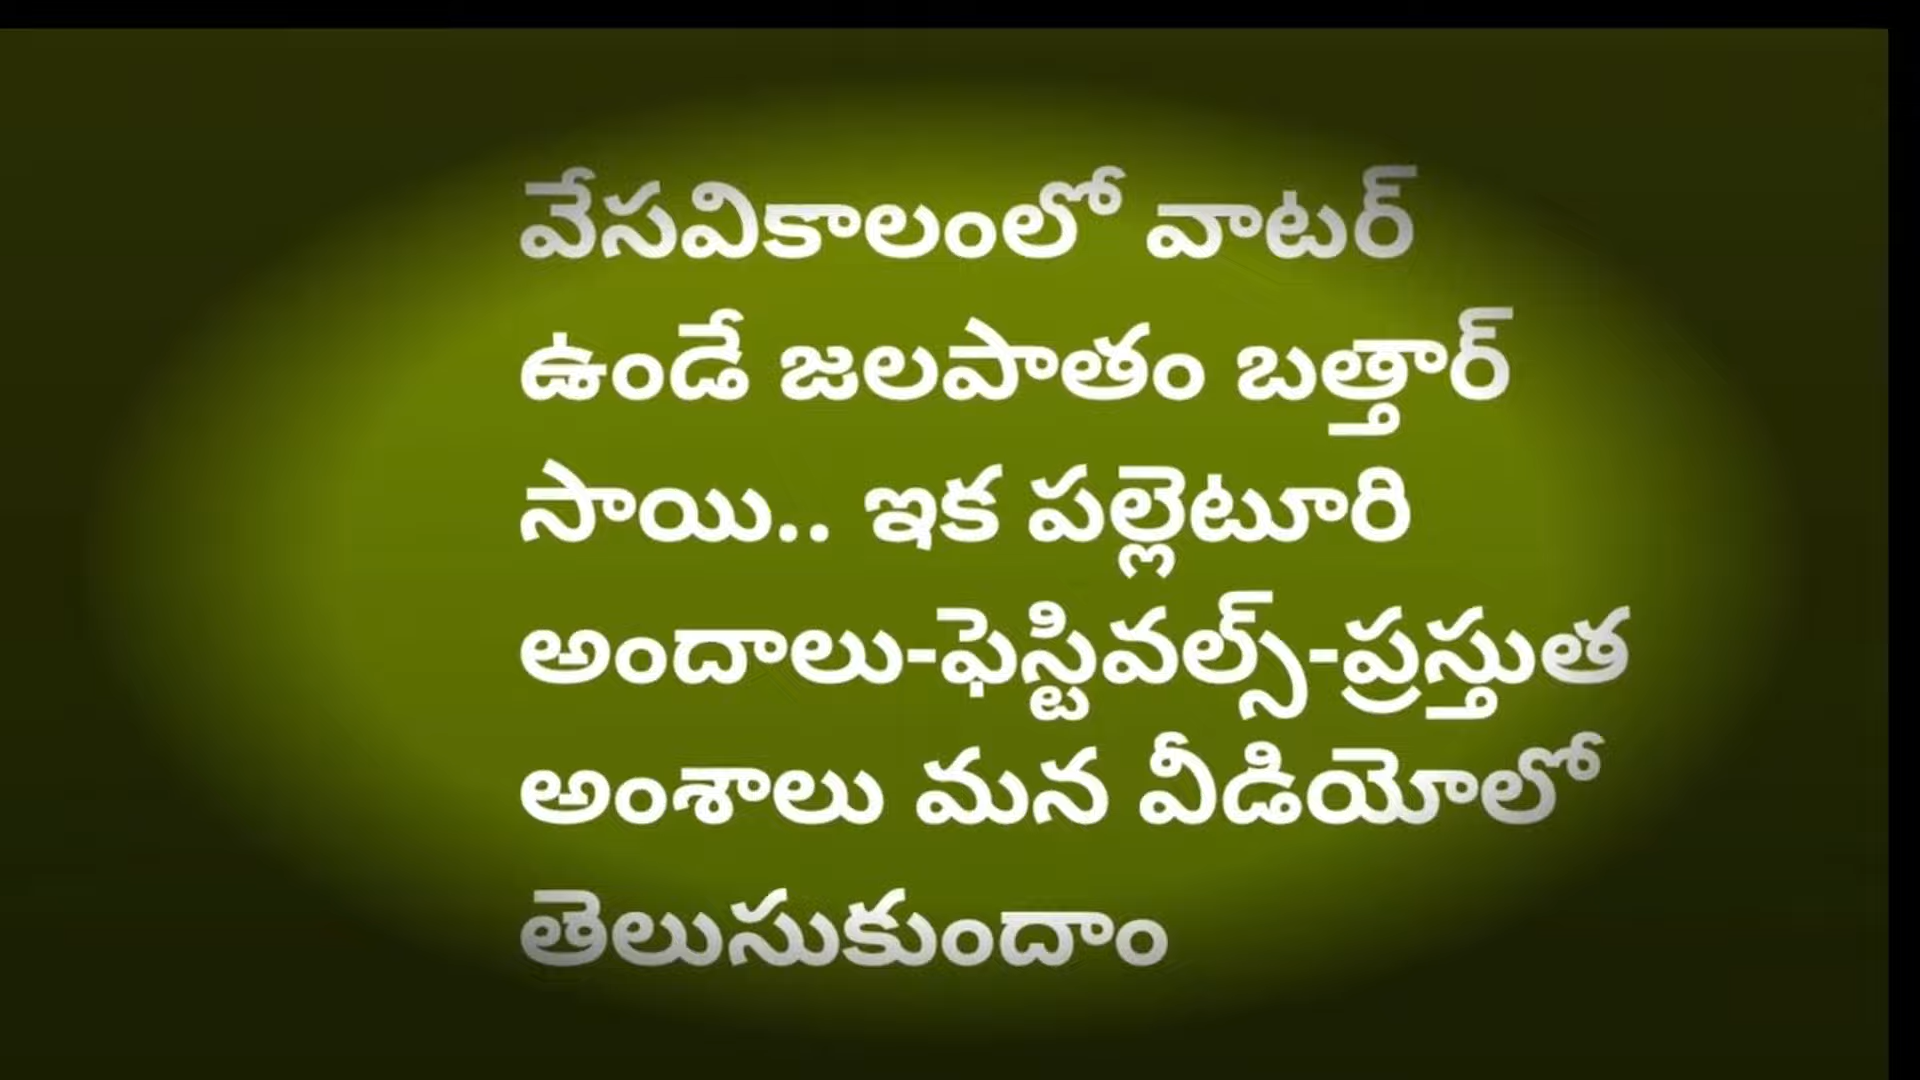 వేసవికాలంలో వాటర్
ఉండే జలపాతం బత్తార్
సాయి.. ఇక పల్లెటూరి
అందాలు-ఫెస్టివల్స్-ప్రస్తుత
అంశాలు మన వీడియోలో
తెలుసుకుందాం